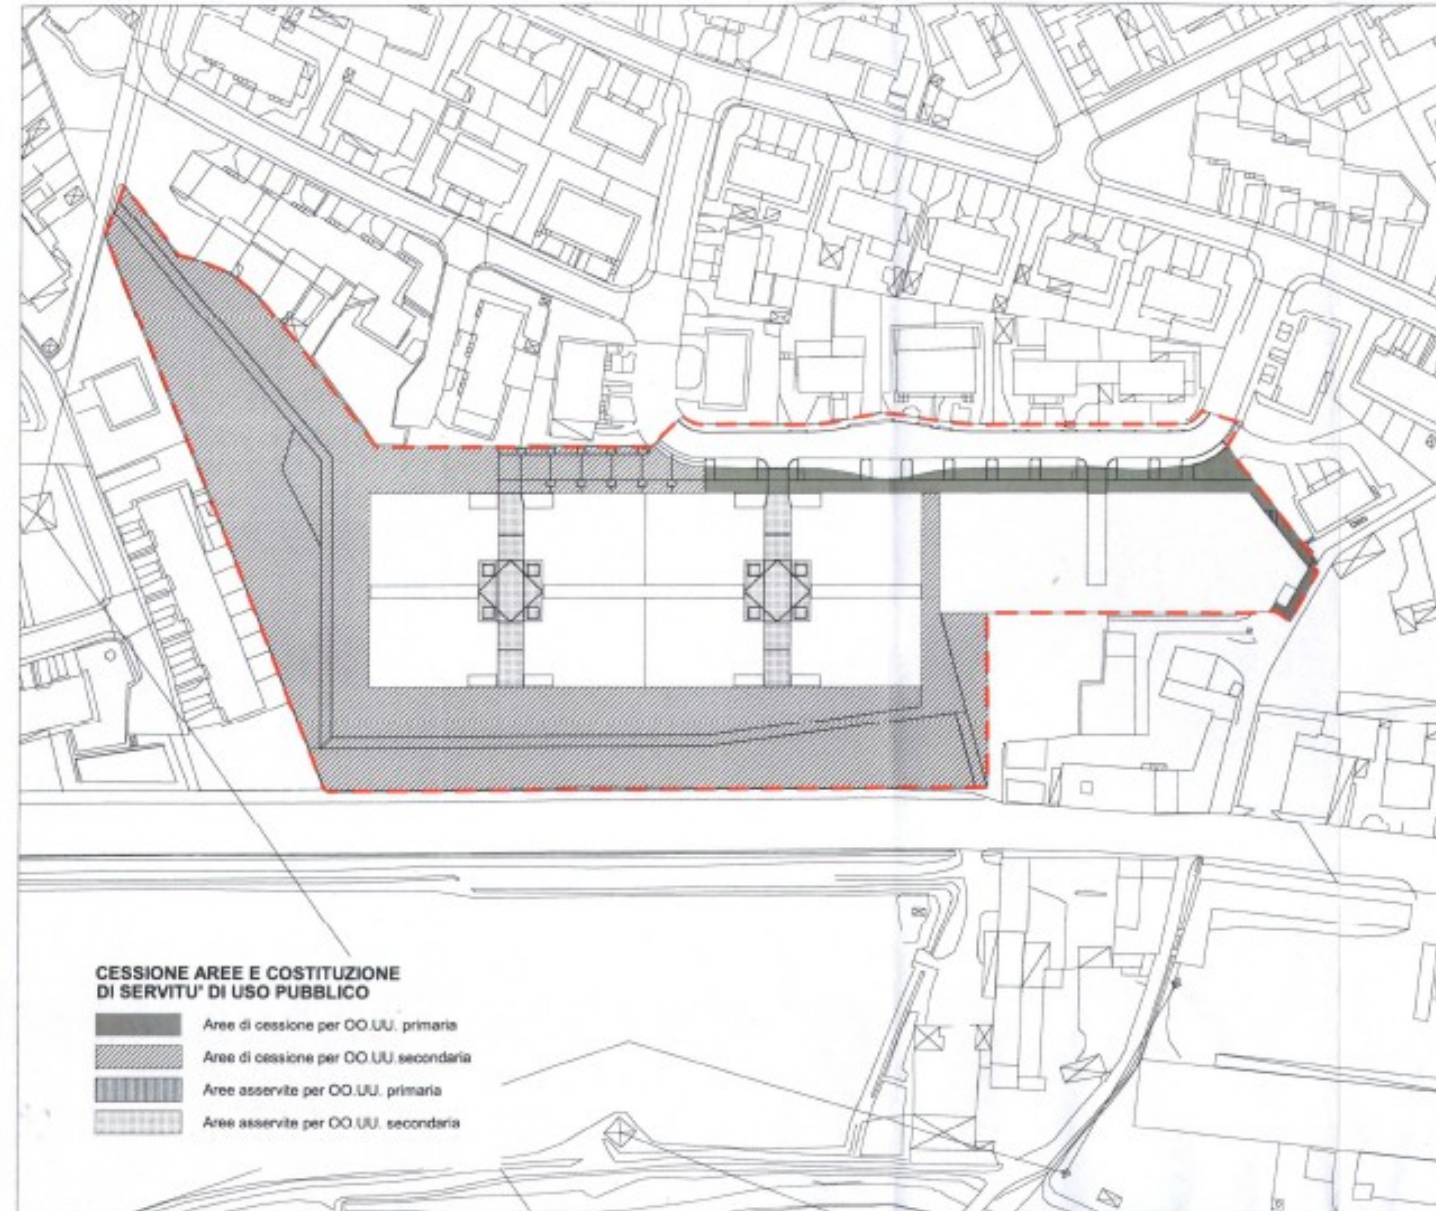 CESSIONE AREE E COSTITUZIONE
DI SERVITU' DI USO PUBBLICO
Aree di cessione per OO.UU. primaria
Aree di cessione per OO.UU.secondaria
Aree asservite per OO.UU. primaria
Aree asservite per OO.UU. secondaria